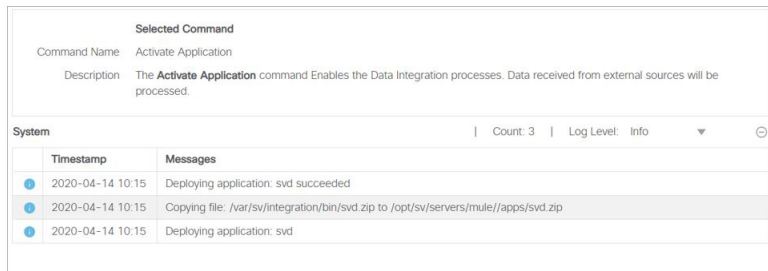 Selected Command
Command Name Activate Application
Description The Activate Application command Enables the Data Integration processes. Data received from external sources will be
processed.
System | Count: 3 | Log Level: Info
Timestamp Messages
2020-04-14 10:15 Deploying application: svd succeeded
2020-04-14 10:15 Copying file: /var/sv/integration/bin/svd.zip to /opt/sv/servers/mule//apps/svd.zip
2020-04-14 10:15 Deploying application: svd